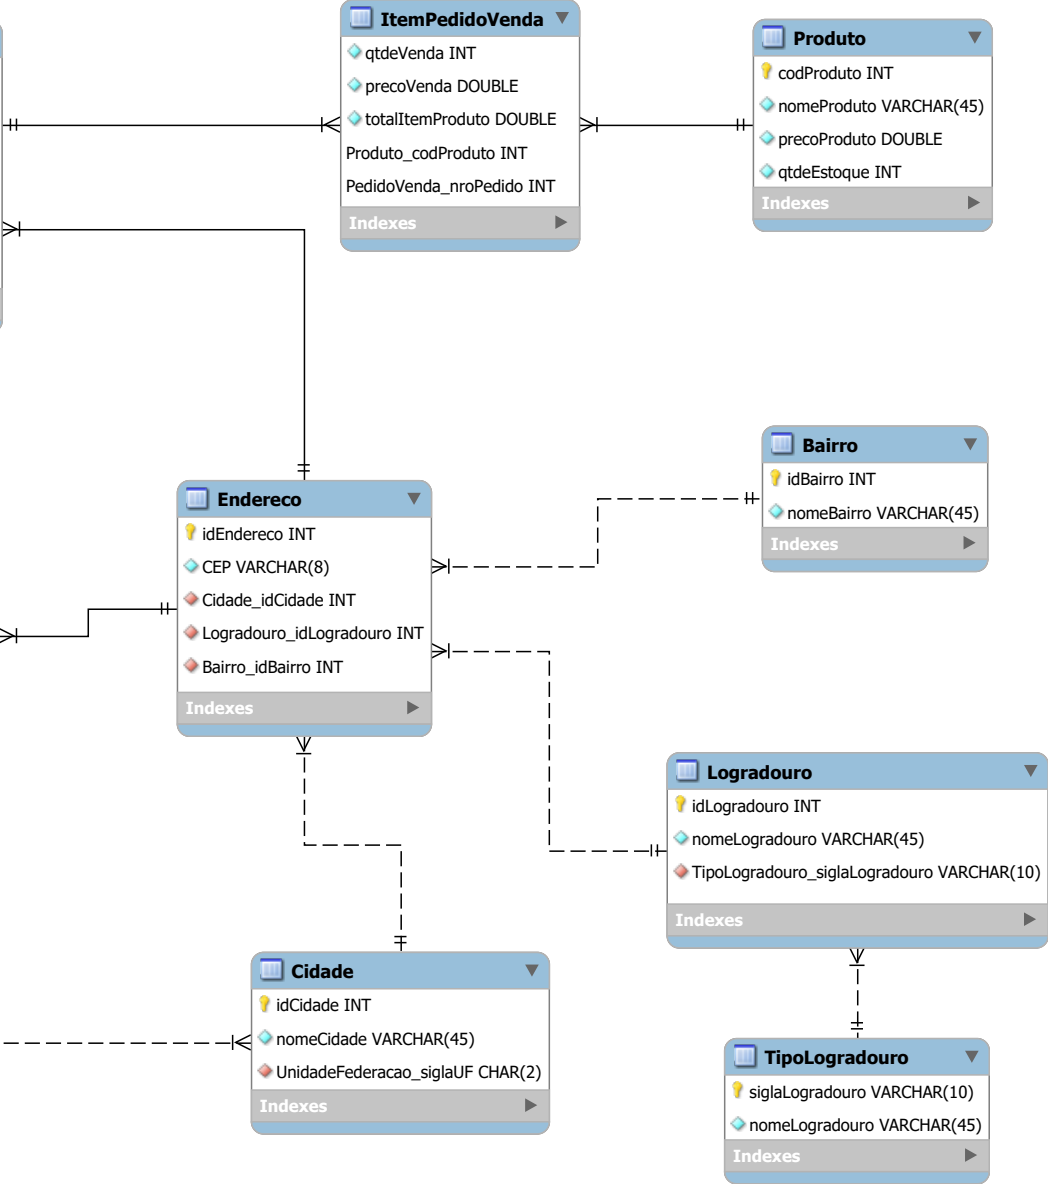 ItemPedidoVenda
qtdeVenda INT
precoVenda DOUBLE
totalItemProduto DOUBLE
Produto_codProduto INT
PedidoVenda_nroPedido INT
Indexes
Produto
codProduto INT
nomeProduto VARCHAR(45)
precoProduto DOUBLE
qtdeEstoque INT
Indexes
Bairro
idBairro INT
nomeBairro VARCHAR(45)
Indexes
Endereco
idEndereco INT
CEP VARCHAR(8)
Cidade_idCidade INT
Logradouro_idLogradouro INT
Bairro_idBairro INT
Indexes
Logradouro
idLogradouro INT
nomeLogradouro VARCHAR(45)
TipoLogradouro_siglaLogradouro VARCHAR(10)
Indexes
Cidade
idCidade INT
nomeCidade VARCHAR(45)
UnidadeFederacao_siglaUF CHAR(2)
Indexes
TipoLogradouro
siglaLogradouro VARCHAR(10)
nomeLogradouro VARCHAR(45)
Indexes